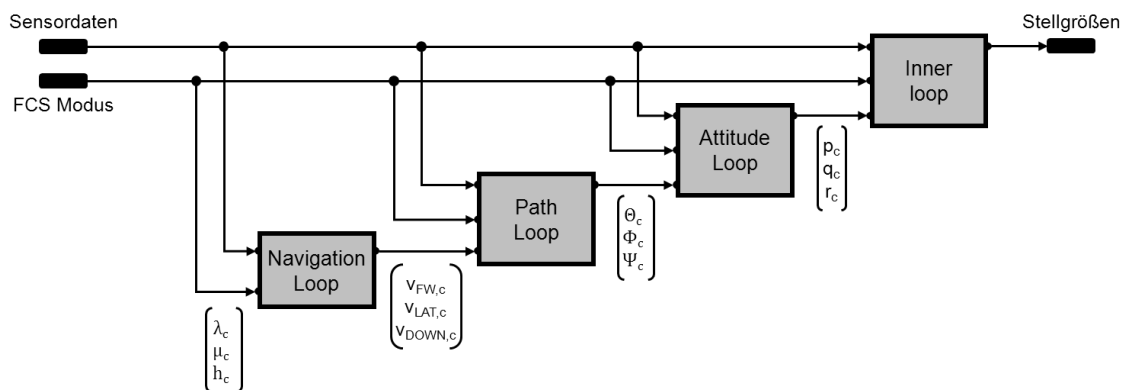 Sensordaten
Stellgrößen
FCS Modus
Inner
loop
Attitude
Loop
p_c
q_c
r_c
Path
Loop
Θ_c
Φ_c
Ψ_c
Navigation
Loop
v_FW,c
v_LAT,c
v_DOWN,c
λ_c
μ_c
h_c